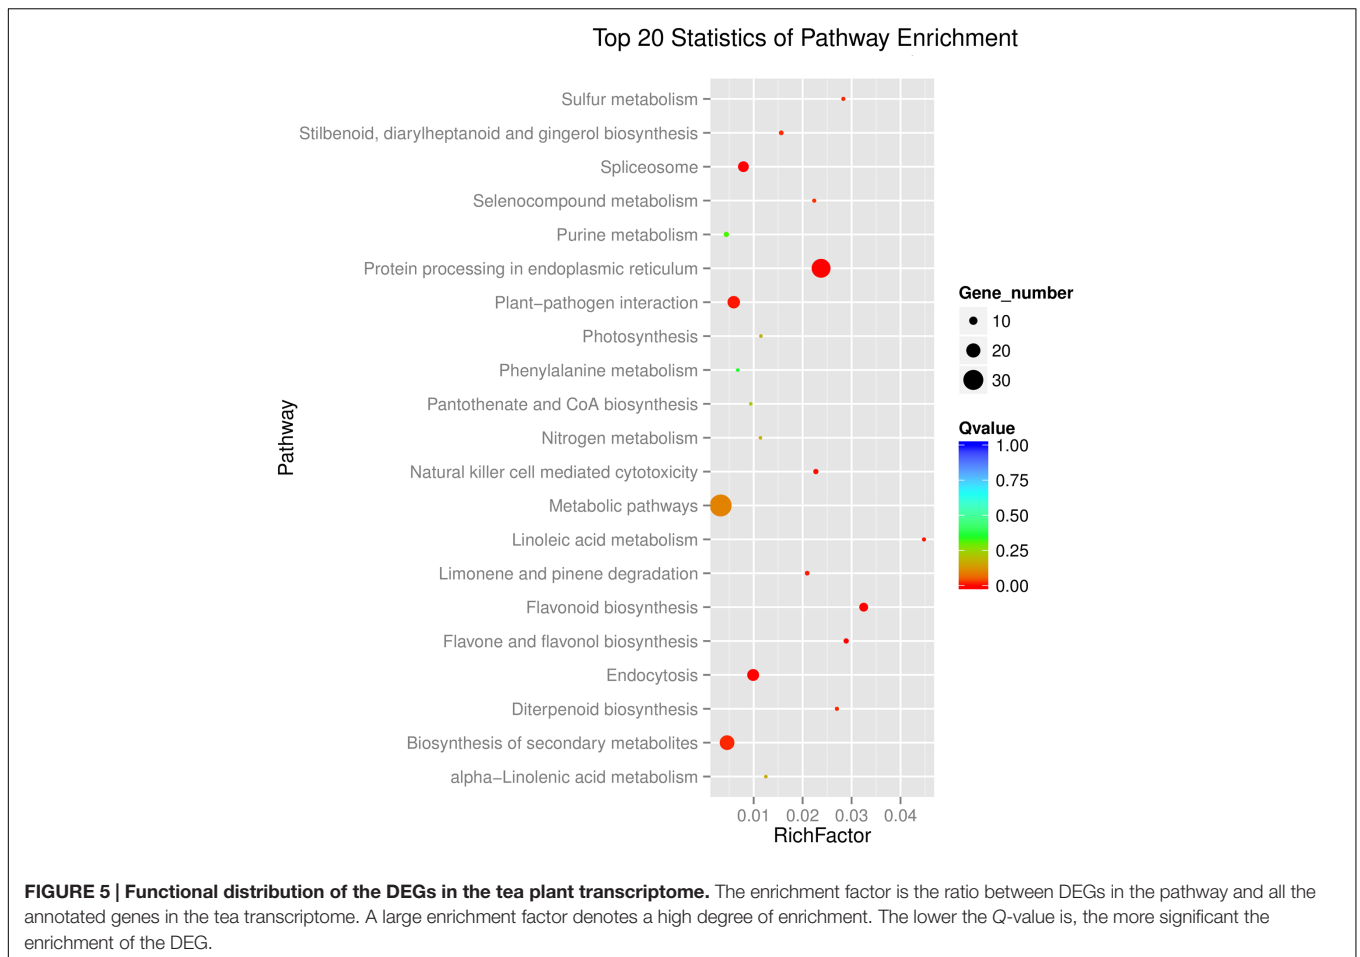 Top 20 Statistics of Pathway Enrichment
Sulfur metabolism
Stilbenoid, diarylheptanoid and gingerol biosynthesis
Spliceosome
Selenocompound metabolism
Purine metabolism
Protein processing in endoplasmic reticulum
Plant−pathogen interaction
Photosynthesis
Phenylalanine metabolism
Pantothenate and CoA biosynthesis
Nitrogen metabolism
Natural killer cell mediated cytotoxicity
Metabolic pathways
Linoleic acid metabolism
Limonene and pinene degradation
Flavonoid biosynthesis
Flavone and flavonol biosynthesis
Endocytosis
Diterpenoid biosynthesis
Biosynthesis of secondary metabolites
alpha−Linolenic acid metabolism
Pathway
0.01 0.02 0.03 0.04
RichFactor
Gene_number
10
20
30
Qvalue
1.00
0.75
0.50
0.25
0.00
FIGURE 5 | Functional distribution of the DEGs in the tea plant transcriptome. The enrichment factor is the ratio between DEGs in the pathway and all the
annotated genes in the tea transcriptome. A large enrichment factor denotes a high degree of enrichment. The lower the Q-value is, the more significant the
enrichment of the DEG.